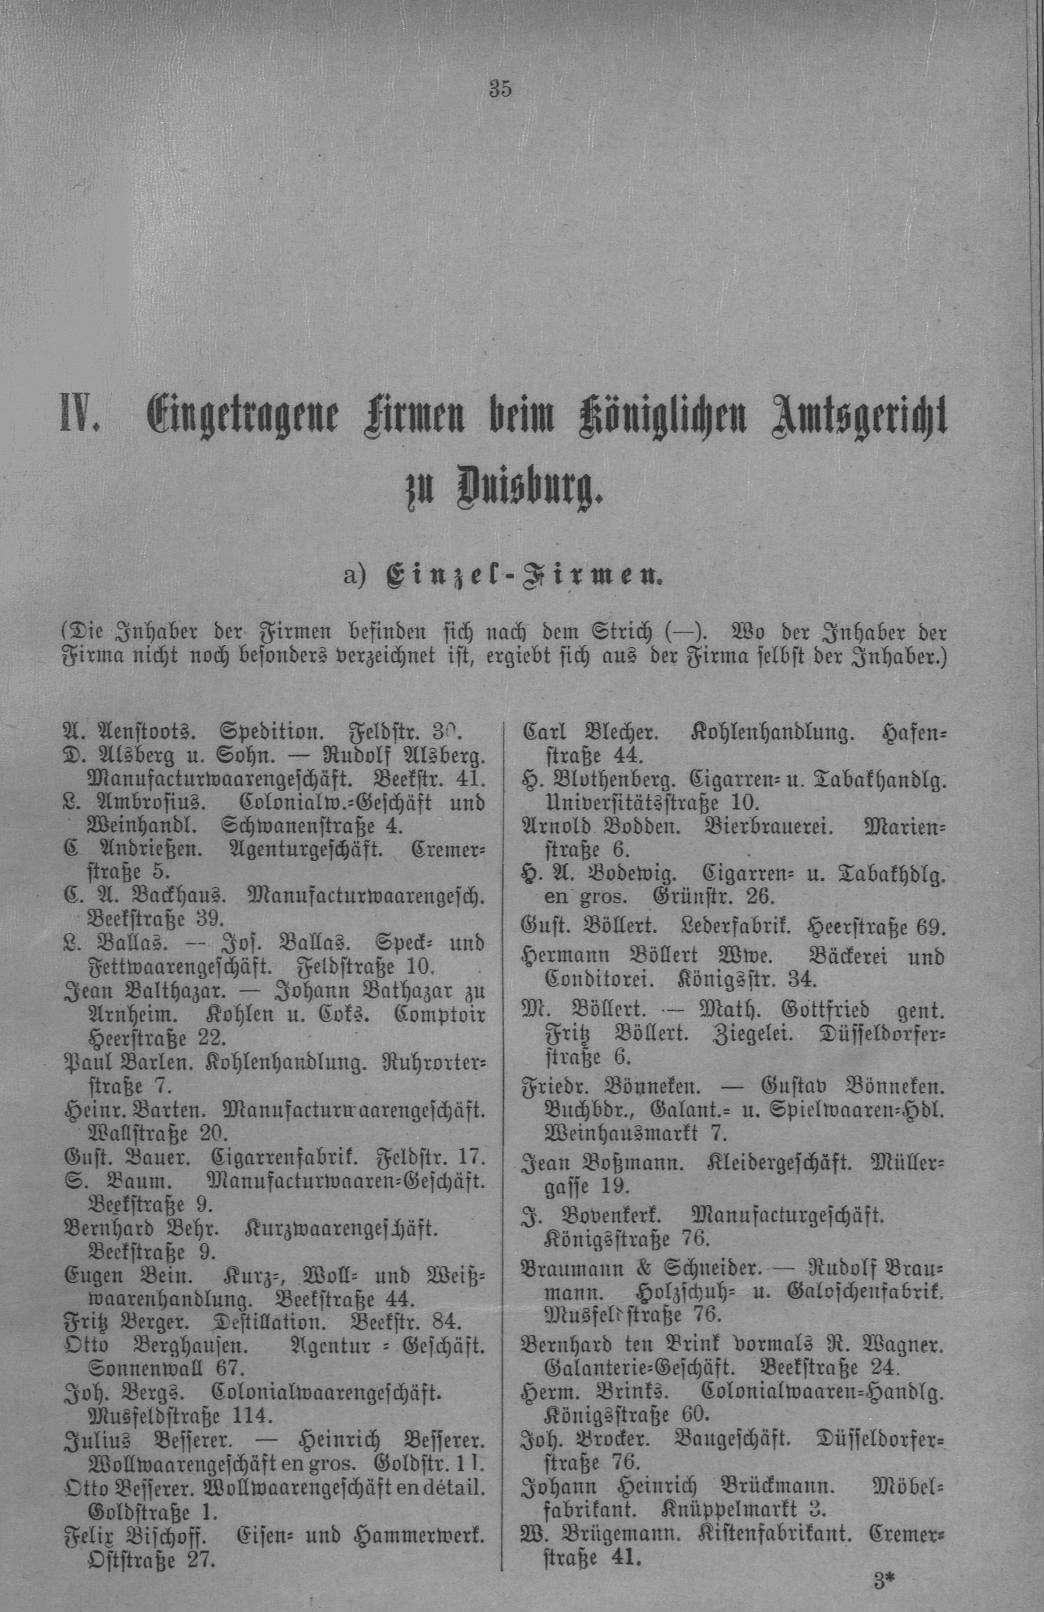 35
IV. Eingetragene Firmen beim Königlichen Amtsgericht
zu Duisburg.
a) Einzel-Firmen.
(Die Inhaber der Firmen befinden sich nach dem Strich (—). Wo der Inhaber der
Firma nicht noch besonders verzeichnet ist, ergiebt sich aus der Firma selbst der Inhaber.)
A. Aenstoots. Spedition. Feldstr. 30.
D. Alsberg u. Sohn. — Rudolf Alsberg.
Manufacturwaarengeschäft. Beekstr. 41.
L. Ambrosius. Colonialw.-Geschäft und
Weinhandl. Schwanenstraße 4.
C Andrießen. Agenturgeschäft. Cremer-
straße 5.
C. A. Backhaus. Manufacturwaarengesch.
Beekstraße 39.
L. Ballas. — Jos. Ballas. Speck- und
Fettwaarengeschäft. Feldstraße 10.
Jean Balthazar. — Johann Bathazar zu
Arnheim. Kohlen u. Coks. Comptoir
Heerstraße 22.
Paul Barlen. Kohlenhandlung. Ruhrorter-
straße 7.
Heinr. Barten. Manufacturwaarengeschäft.
Wallstraße 20.
Gust. Bauer. Cigarrenfabrik. Feldstr. 17.
S. Baum. Manufacturwaaren-Geschäft.
Beekstraße 9.
Bernhard Behr. Kurzwaarengeschäft.
Beekstraße 9.
Eugen Bein. Kurz-, Woll- und Weiß-
waarenhandlung. Beekstraße 44.
Fritz Berger. Destillation. Beekstr. 84.
Otto Berghausen. Agentur - Geschäft.
Sonnenwall 67.
Joh. Bergs. Colonialwaarengeschäft.
Musfeldstraße 114.
Julius Besserer. — Heinrich Besserer.
Wollwaarengeschäft en gros. Goldstr. 11.
Otto Besserer. Wollwaarengeschäft en détail.
Goldstraße 1.
Felix Bischoff. Eisen- und Hammerwerk.
Oststraße 27.
Carl Blecher. Kohlenhandlung. Hafen-
straße 44.
H. Blothenberg. Cigarren- u. Tabakhandlg.
Universitätsstraße 10.
Arnold Bodden. Bierbrauerei. Marien-
straße 6.
H. A. Bodewig. Cigarren- u. Tabakhdlg.
en gros. Grünstr. 26.
Gust. Böllert. Lederfabrik. Heerstraße 69.
Hermann Böllert Wwe. Bäckerei und
Conditorei. Königsstr. 34.
M. Böllert. — Math. Gottfried gent.
Fritz Böllert. Ziegelei. Düsseldorfer-
straße 6.
Friedr. Bönneken. — Gustav Bönneken.
Buchbdr., Galant.- u. Spielwaaren-Hdl.
Weinhausmarkt 7.
Jean Boßmann. Kleidergeschäft. Müller-
gasse 19.
J. Bovenkerk. Manufacturgeschäft.
Königsstraße 76.
Braumann & Schneider. — Rudolf Brau-
mann. Holzschuh- u. Galoschenfabrik.
Musfeldstraße 76.
Bernhard ten Brink vormals R. Wagner.
Galanterie-Geschäft. Beekstraße 24.
Herm. Brinks. Colonialwaaren-Handlg.
Königsstraße 60.
Joh. Brocker. Baugeschäft. Düsseldorfer-
straße 76.
Johann Heinrich Brückmann. Möbel-
fabrikant. Knüppelmarkt 3.
W. Brügemann. Kistenfabrikant. Cremer-
straße 41.
3*